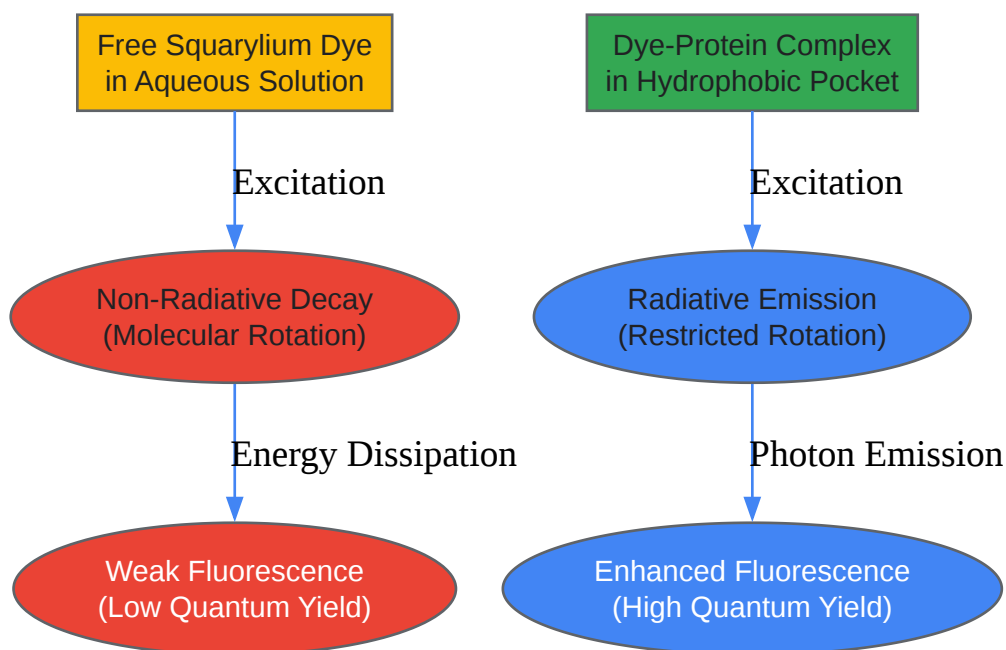 Free Squarylium Dye
in Aqueous Solution
Excitation
Non-Radiative Decay
(Molecular Rotation)
Energy Dissipation
Weak Fluorescence
(Low Quantum Yield)
Dye-Protein Complex
in Hydrophobic Pocket
Excitation
Radiative Emission
(Restricted Rotation)
Photon Emission
Enhanced Fluorescence
(High Quantum Yield)